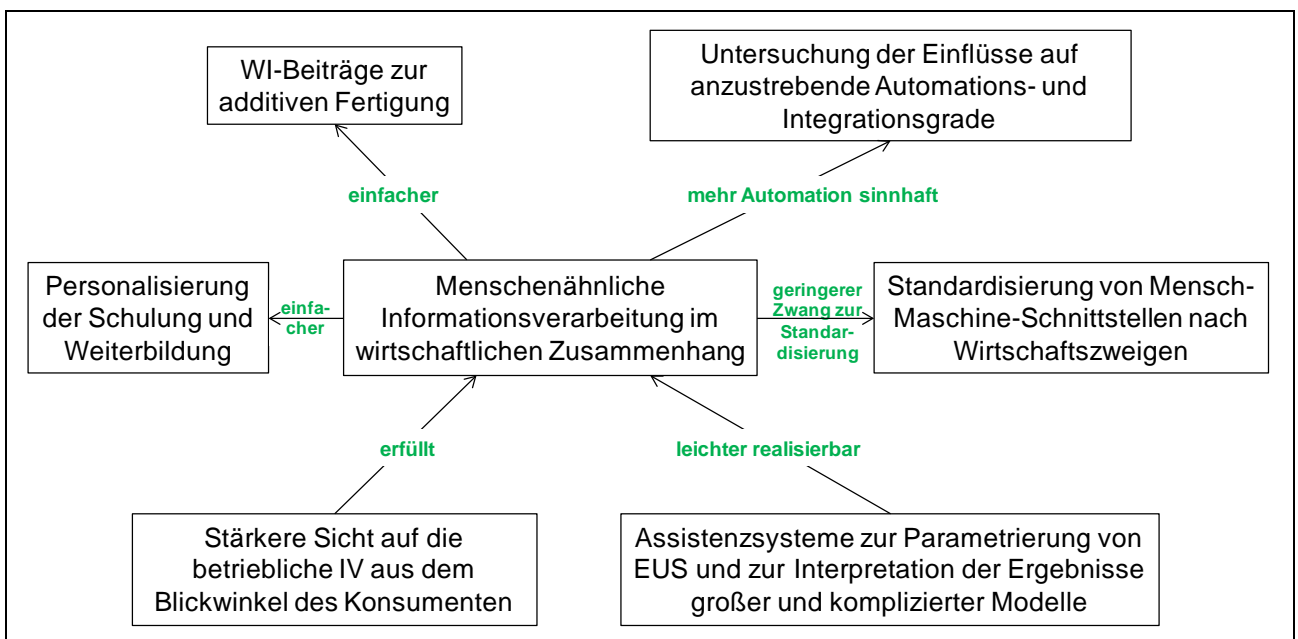 WI-Beiträge zur
additiven Fertigung
Untersuchung der Einflüsse auf
anzustrebende Automations- und
Integrationsgrade
einfacher
mehr Automation sinnhaft
Personalisierung
der Schulung und
Weiterbildung
einfa-
cher
Menschenähnliche
Informationsverarbeitung im
wirtschaftlichen Zusammenhang
geringerer
Zwang zur
Standar-
disierung
Standardisierung von Mensch-
Maschine-Schnittstellen nach
Wirtschaftszweigen
erfüllt
leichter realisierbar
Stärkere Sicht auf die
betriebliche IV aus dem
Blickwinkel des Konsumenten
Assistenzsysteme zur Parametrierung von
EUS und zur Interpretation der Ergebnisse
großer und komplizierter Modelle